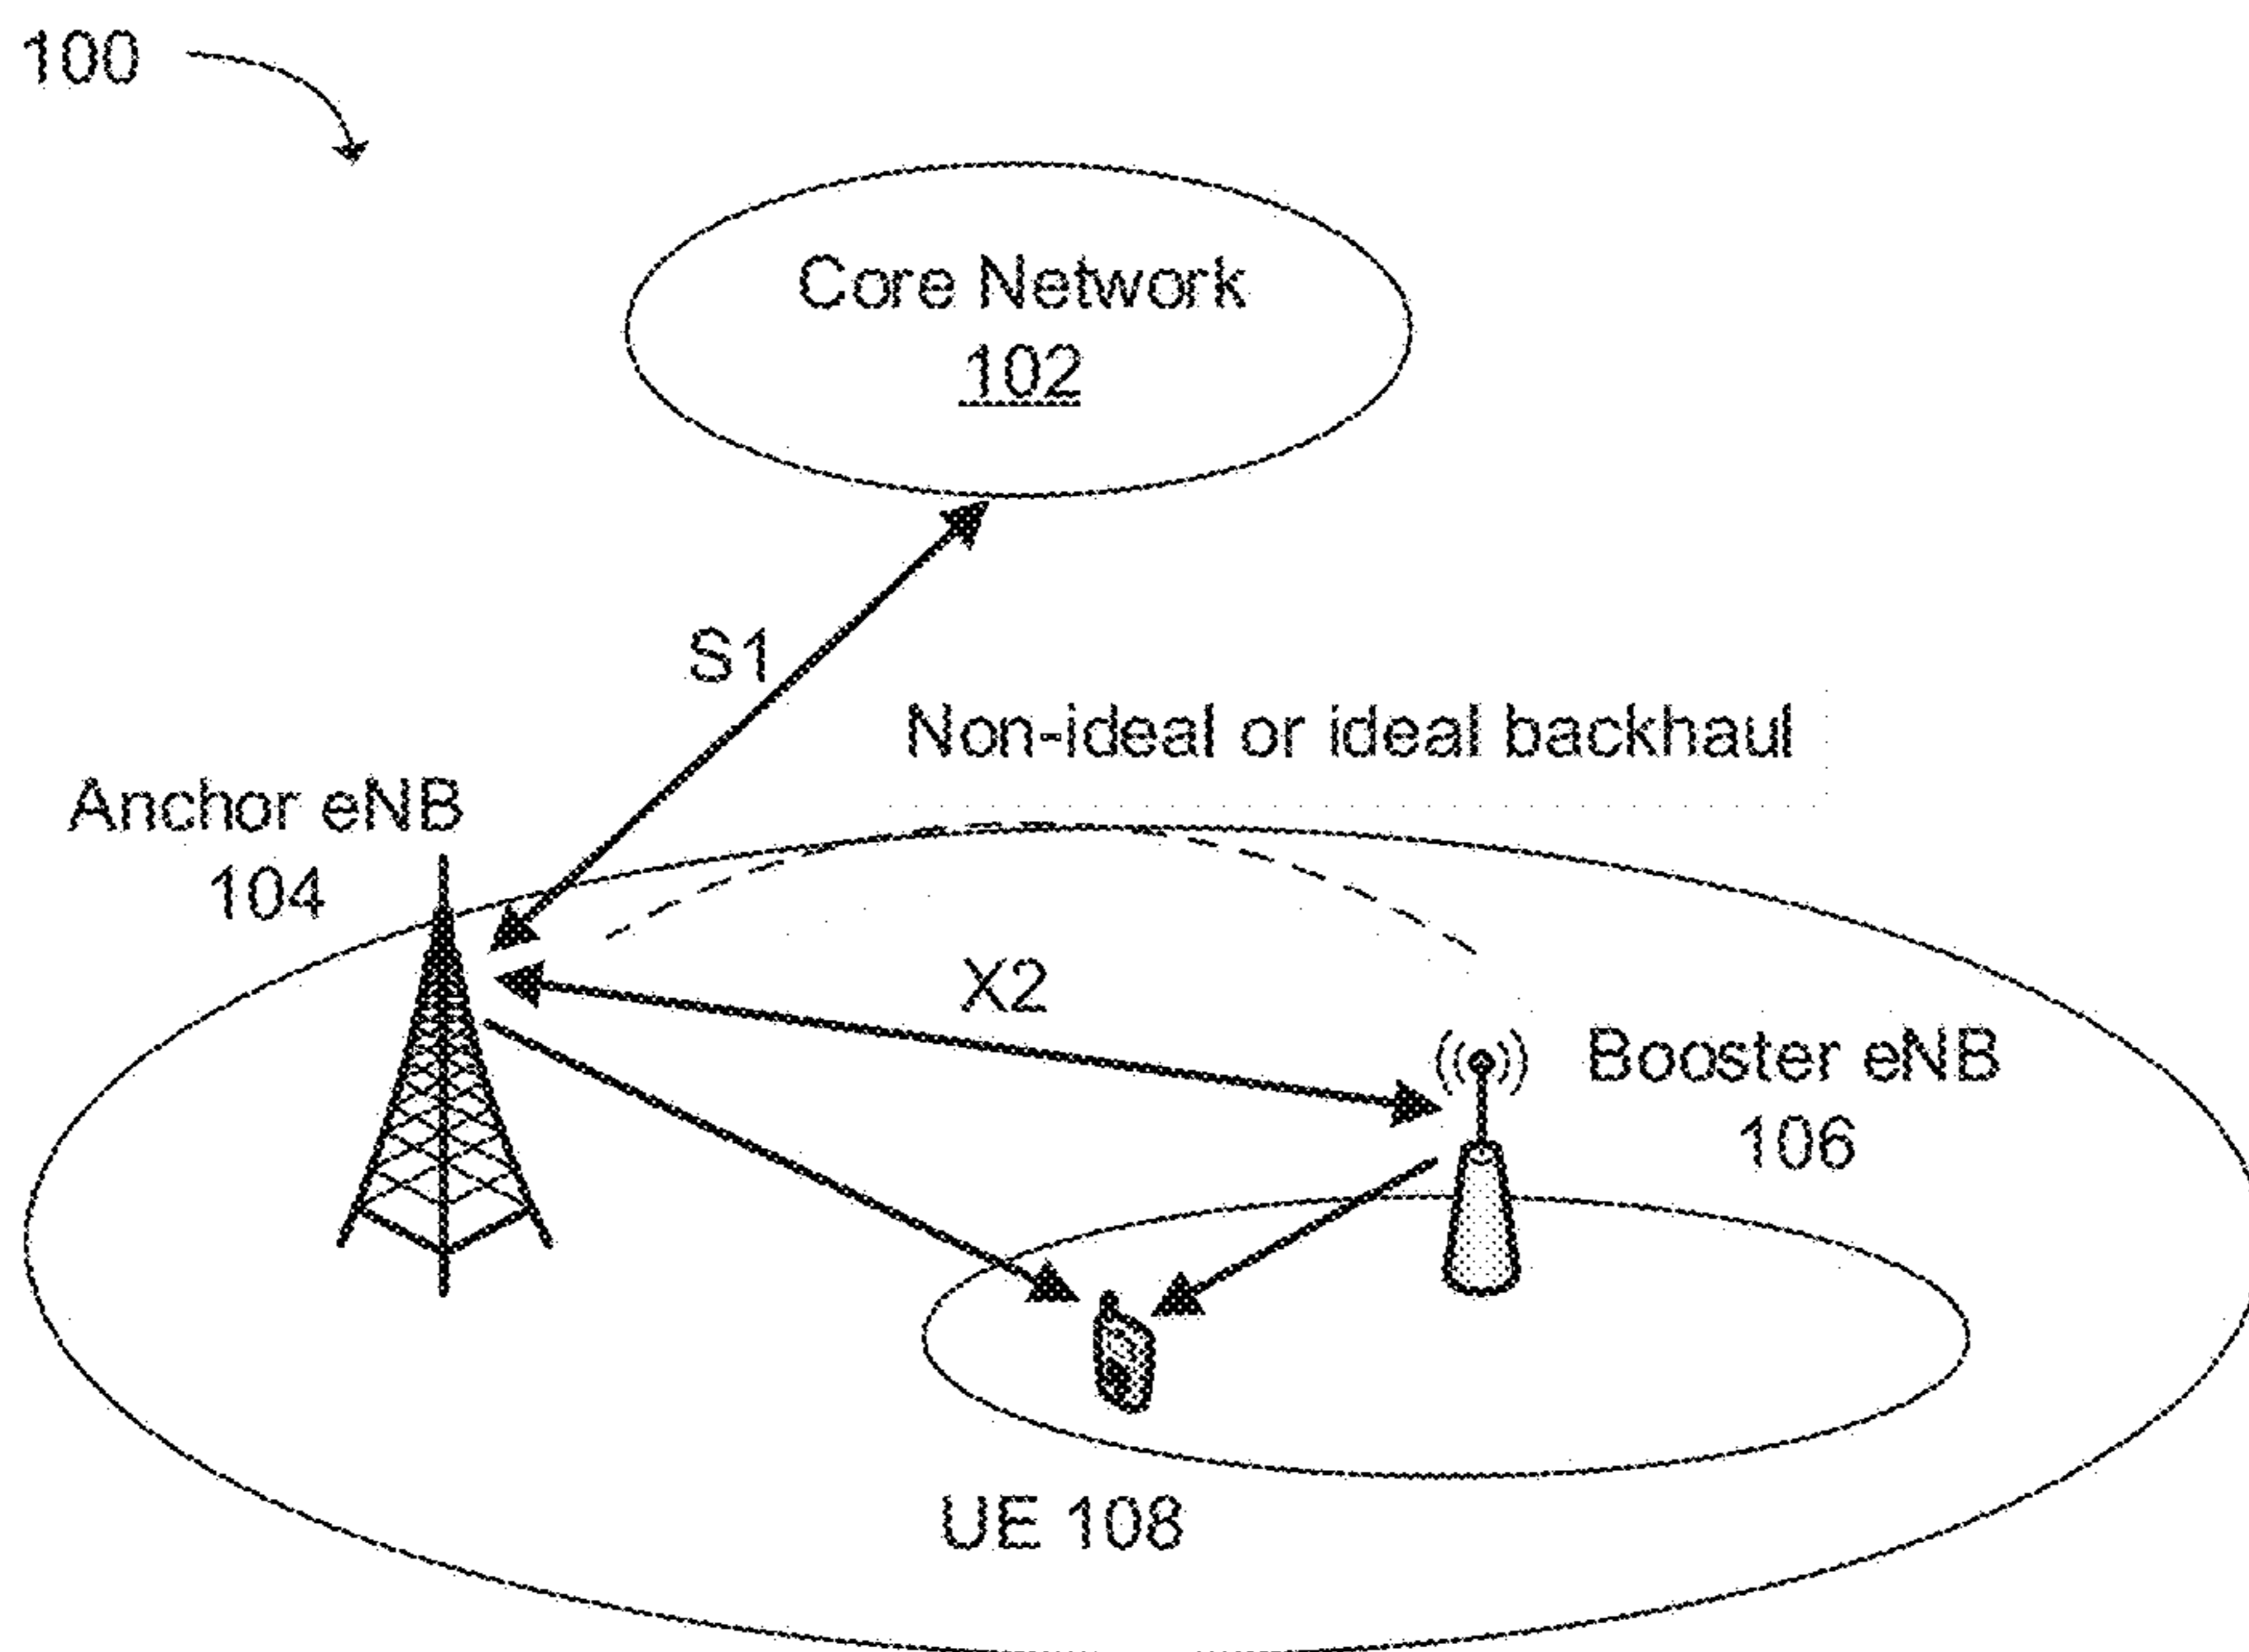 100
Core Network
102
S1
Non-ideal or ideal backhaul
Anchor eNB
104
X2
Booster eNB
106
UE 108